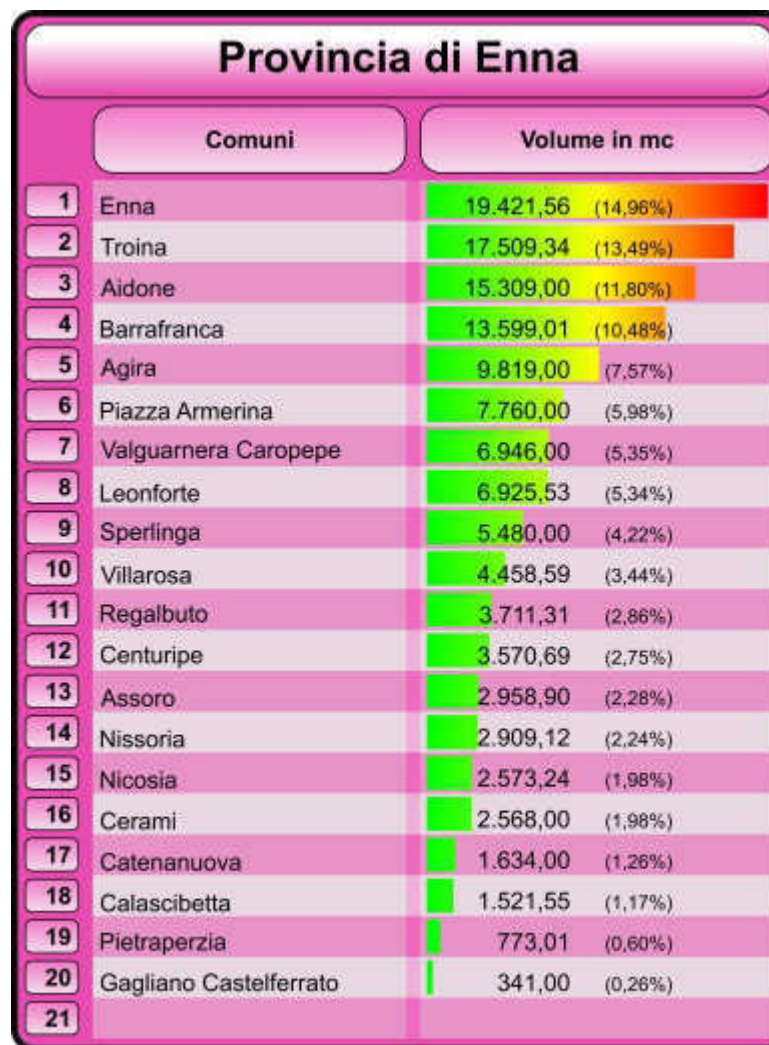 Provincia di Enna
Comuni Volume in mc
1 Enna 19.421,56 (14,96%)
2 Troina 17.509,34 (13,49%)
3 Aidone 15.309,00 (11,80%)
4 Barrafranca 13.599,01 (10,48%)
5 Agira 9.819,00 (7,57%)
6 Piazza Armerina 7.760,00 (5,98%)
7 Valguarnera Caropepe 6.946,00 (5,35%)
8 Leonforte 6.925,53 (5,34%)
9 Sperlinga 5.480,00 (4,22%)
10 Villarosa 4.458,59 (3,44%)
11 Regalbuto 3.711,31 (2,86%)
12 Centuripe 3.570,69 (2,75%)
13 Assoro 2.958,90 (2,28%)
14 Nissoria 2.909,12 (2,24%)
15 Nicosia 2.573,24 (1,98%)
16 Cerami 2.568,00 (1,98%)
17 Catenanuova 1.634,00 (1,26%)
18 Calascibetta 1.521,55 (1,17%)
19 Pietraperzia 773,01 (0,60%)
20 Gagliano Castelferrato 341,00 (0,26%)
21